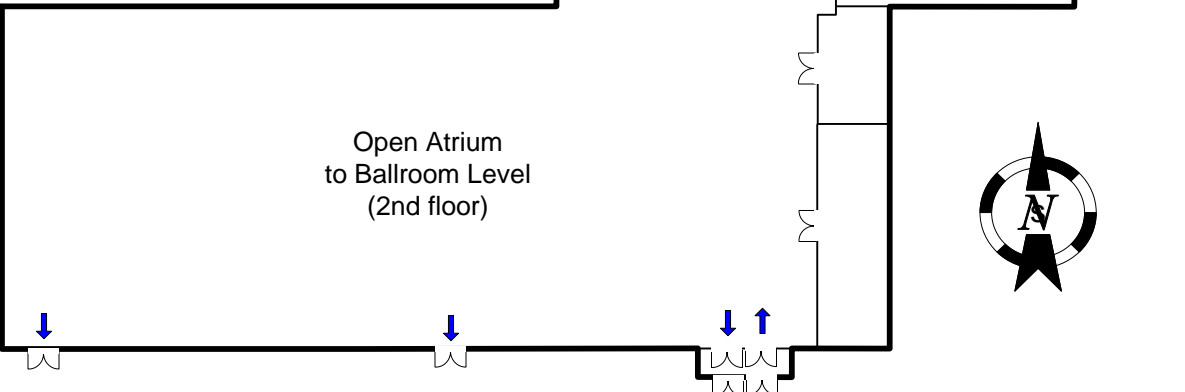 Open Atrium
to Ballroom Level
(2nd floor)
N
S